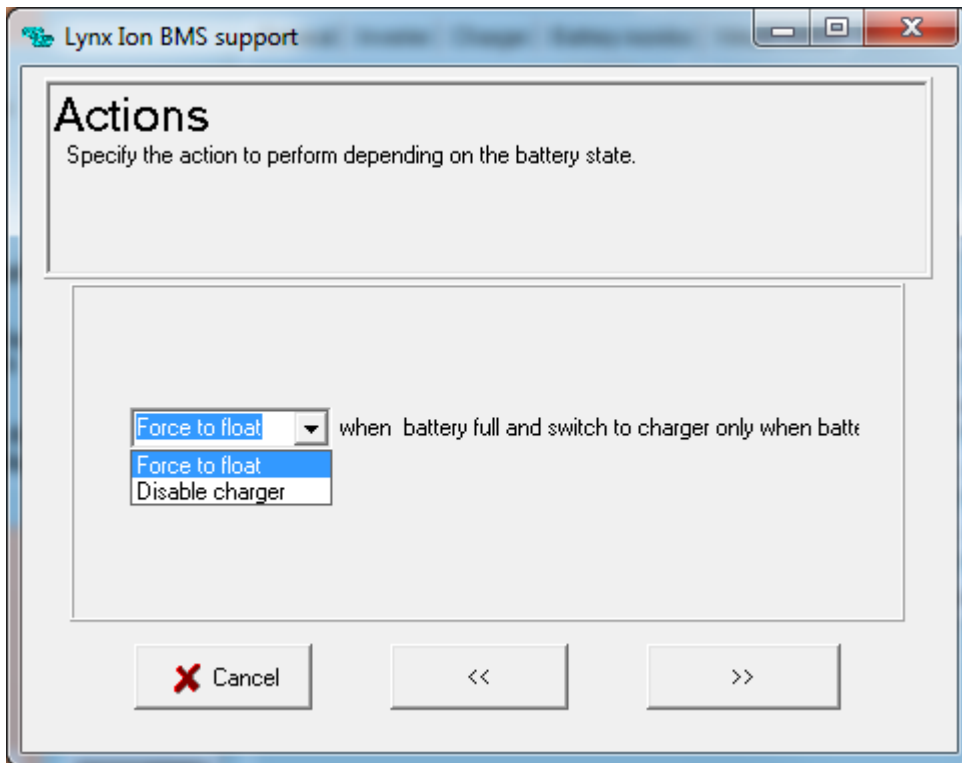 Lynx Ion BMS support
Actions
Specify the action to perform depending on the battery state.
Force to float when  battery full and switch to charger only when batte
Force to float
Disable charger
Cancel << >>